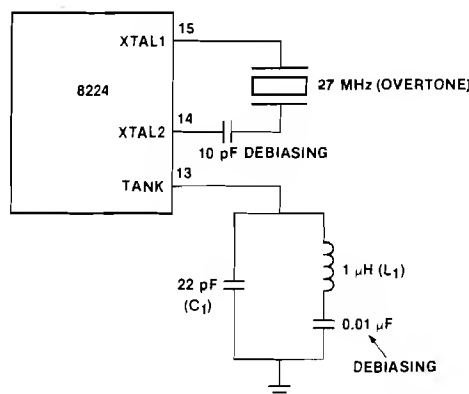 15
XTAL1
8224
27 MHz (OVERTONE)
14
XTAL2
10 pF DEBIASING
13
TANK
1 μH (L1)
22 pF
(C1)
0.01 μF
DEBIASING